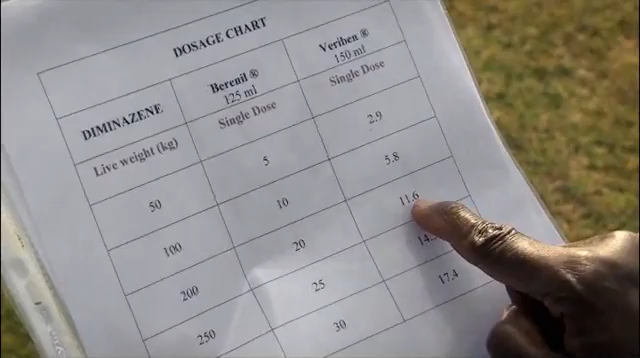 DOSAGE CHART
DIMINAZENE Berenil ® 125 ml Veriben ® 150 ml
Live weight (kg) Single Dose Single Dose
50 5 2.9
100 10 5.8
200 20 11.6
250 25
30 17.4